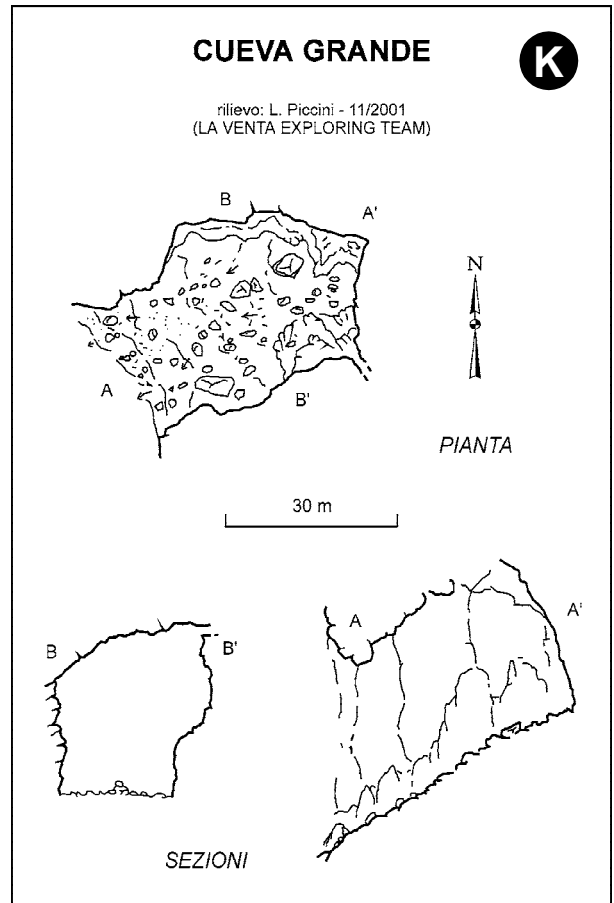 CUEVA GRANDE
K
rilievo: L. Piccini - 11/2001
(LA VENTA EXPLORING TEAM)
B
A'
N
A
B'
PIANTA
30 m
A
A'
B
B'
SEZIONI